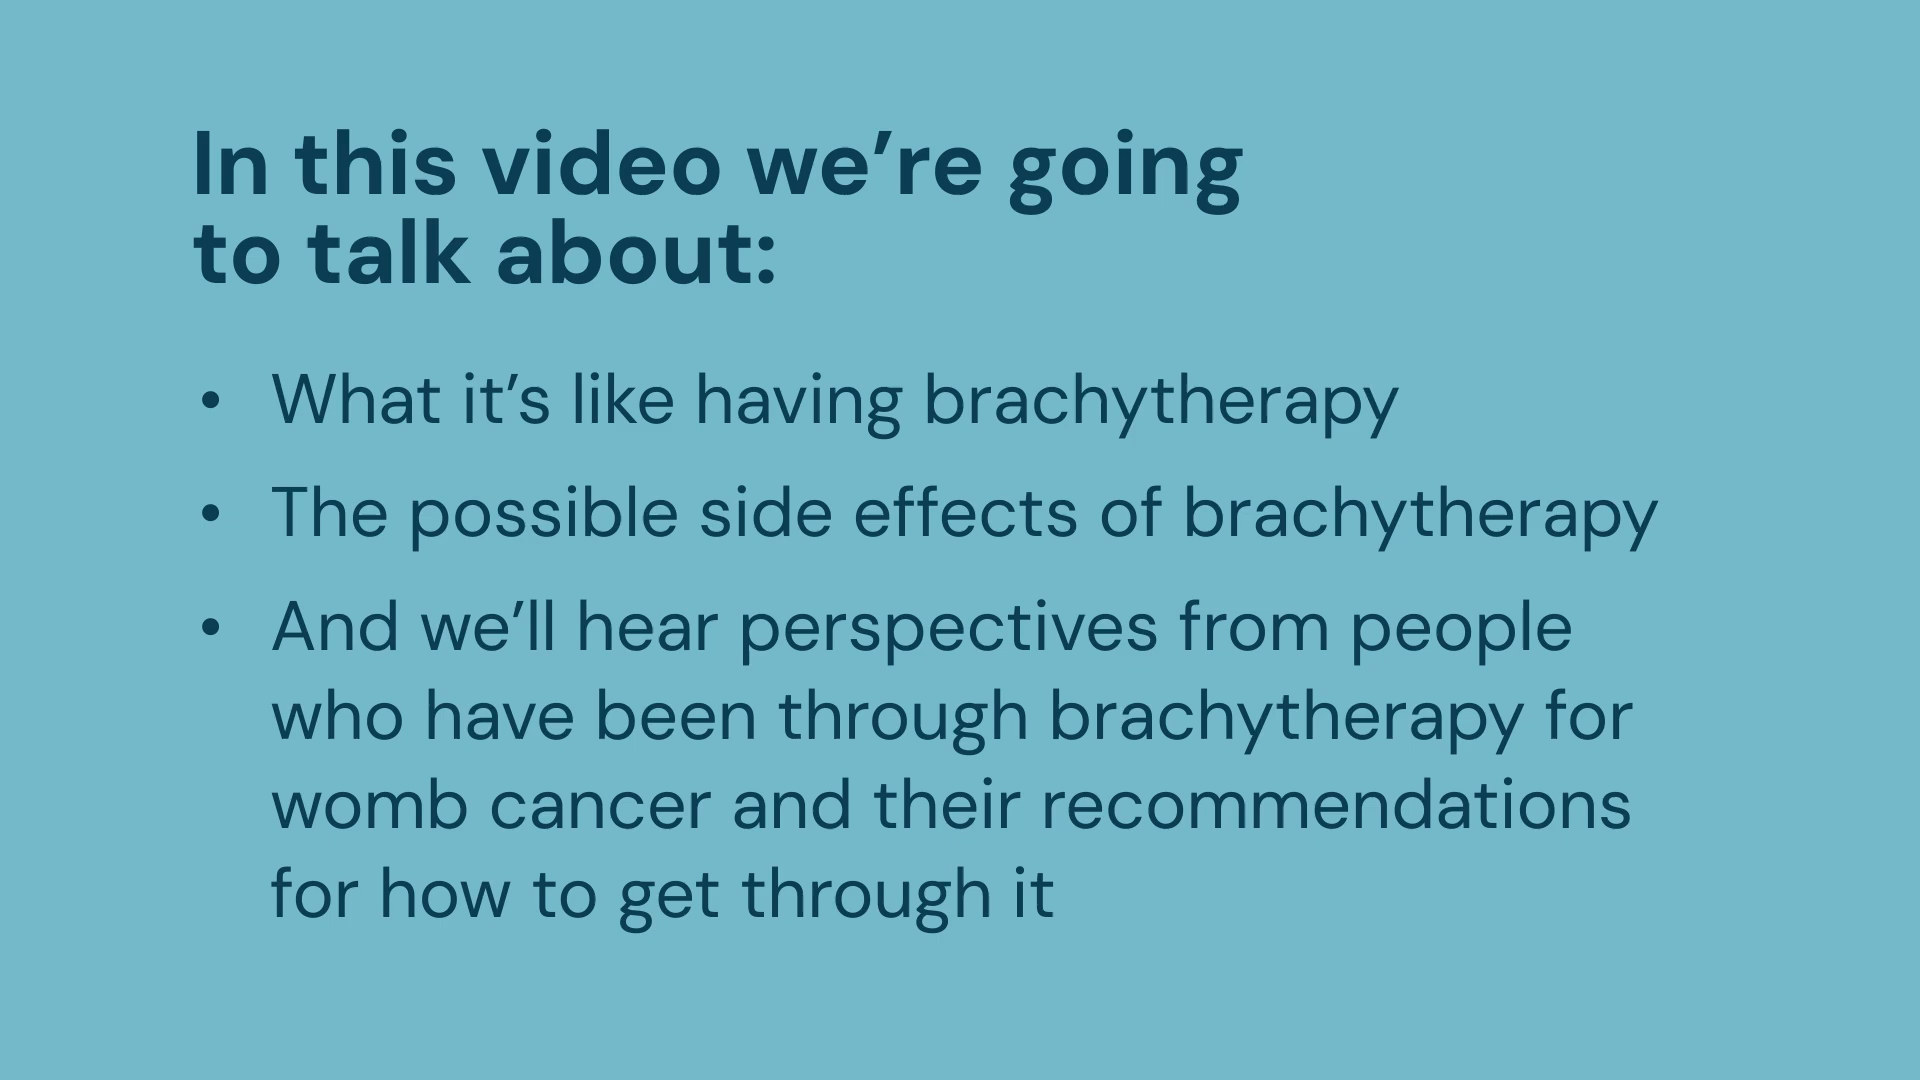 In this video we’re going
to talk about:
• What it’s like having brachytherapy
• The possible side effects of brachytherapy
• And we’ll hear perspectives from people
who have been through brachytherapy for
womb cancer and their recommendations
for how to get through it